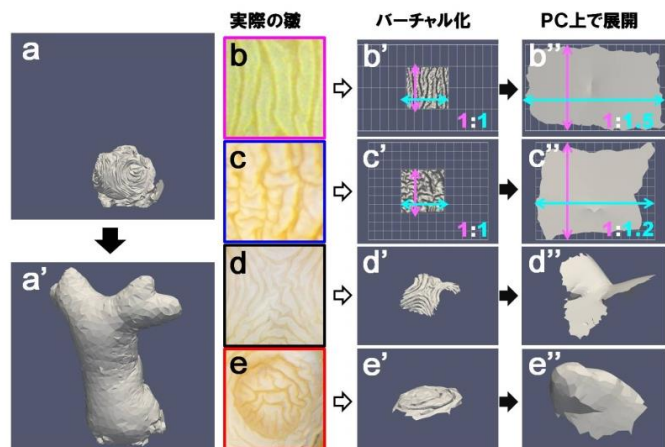 実際の皺 バーチャル化 PC上で展開
a b b' b"
1:1 1:1.5
c c' c"
1:1 1:1.2
a' d d' d"
e e' e"